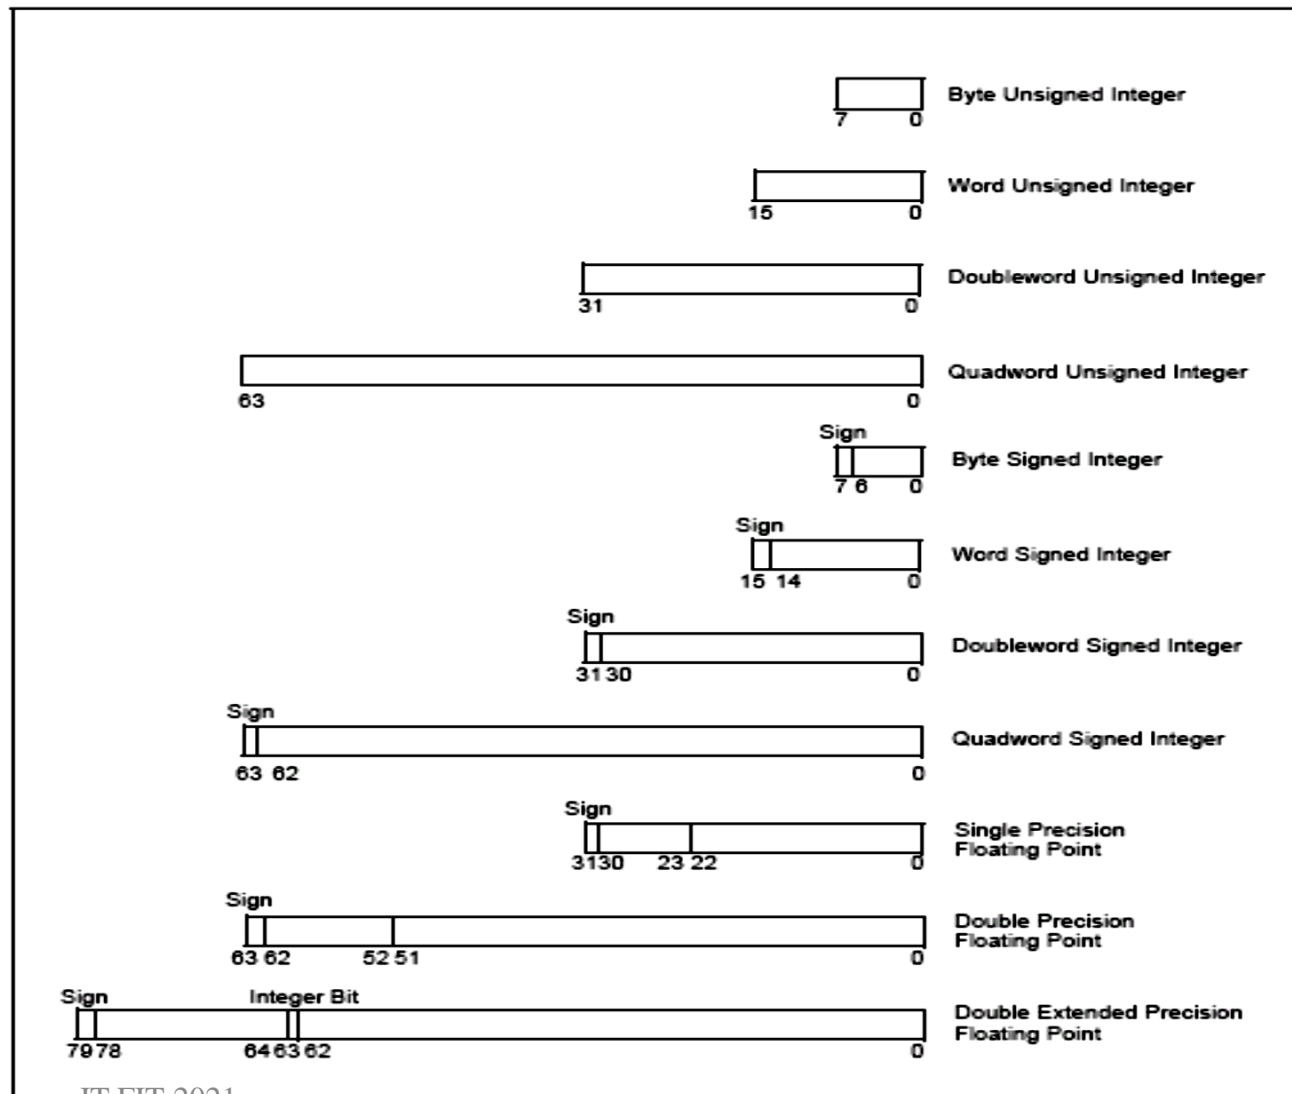 Byte Unsigned Integer
7 0
Word Unsigned Integer
15 0
Doubleword Unsigned Integer
31 0
Quadword Unsigned Integer
63 0
Sign
Byte Signed Integer
7 6 0
Sign
Word Signed Integer
15 14 0
Sign
Doubleword Signed Integer
31 30 0
Sign
Quadword Signed Integer
63 62 0
Sign
Single Precision
Floating Point
31 30 23 22 0
Sign
Double Precision
Floating Point
63 62 52 51 0
Sign Integer Bit
Double Extended Precision
Floating Point
79 78 64 63 62 0
IT FIT 2021